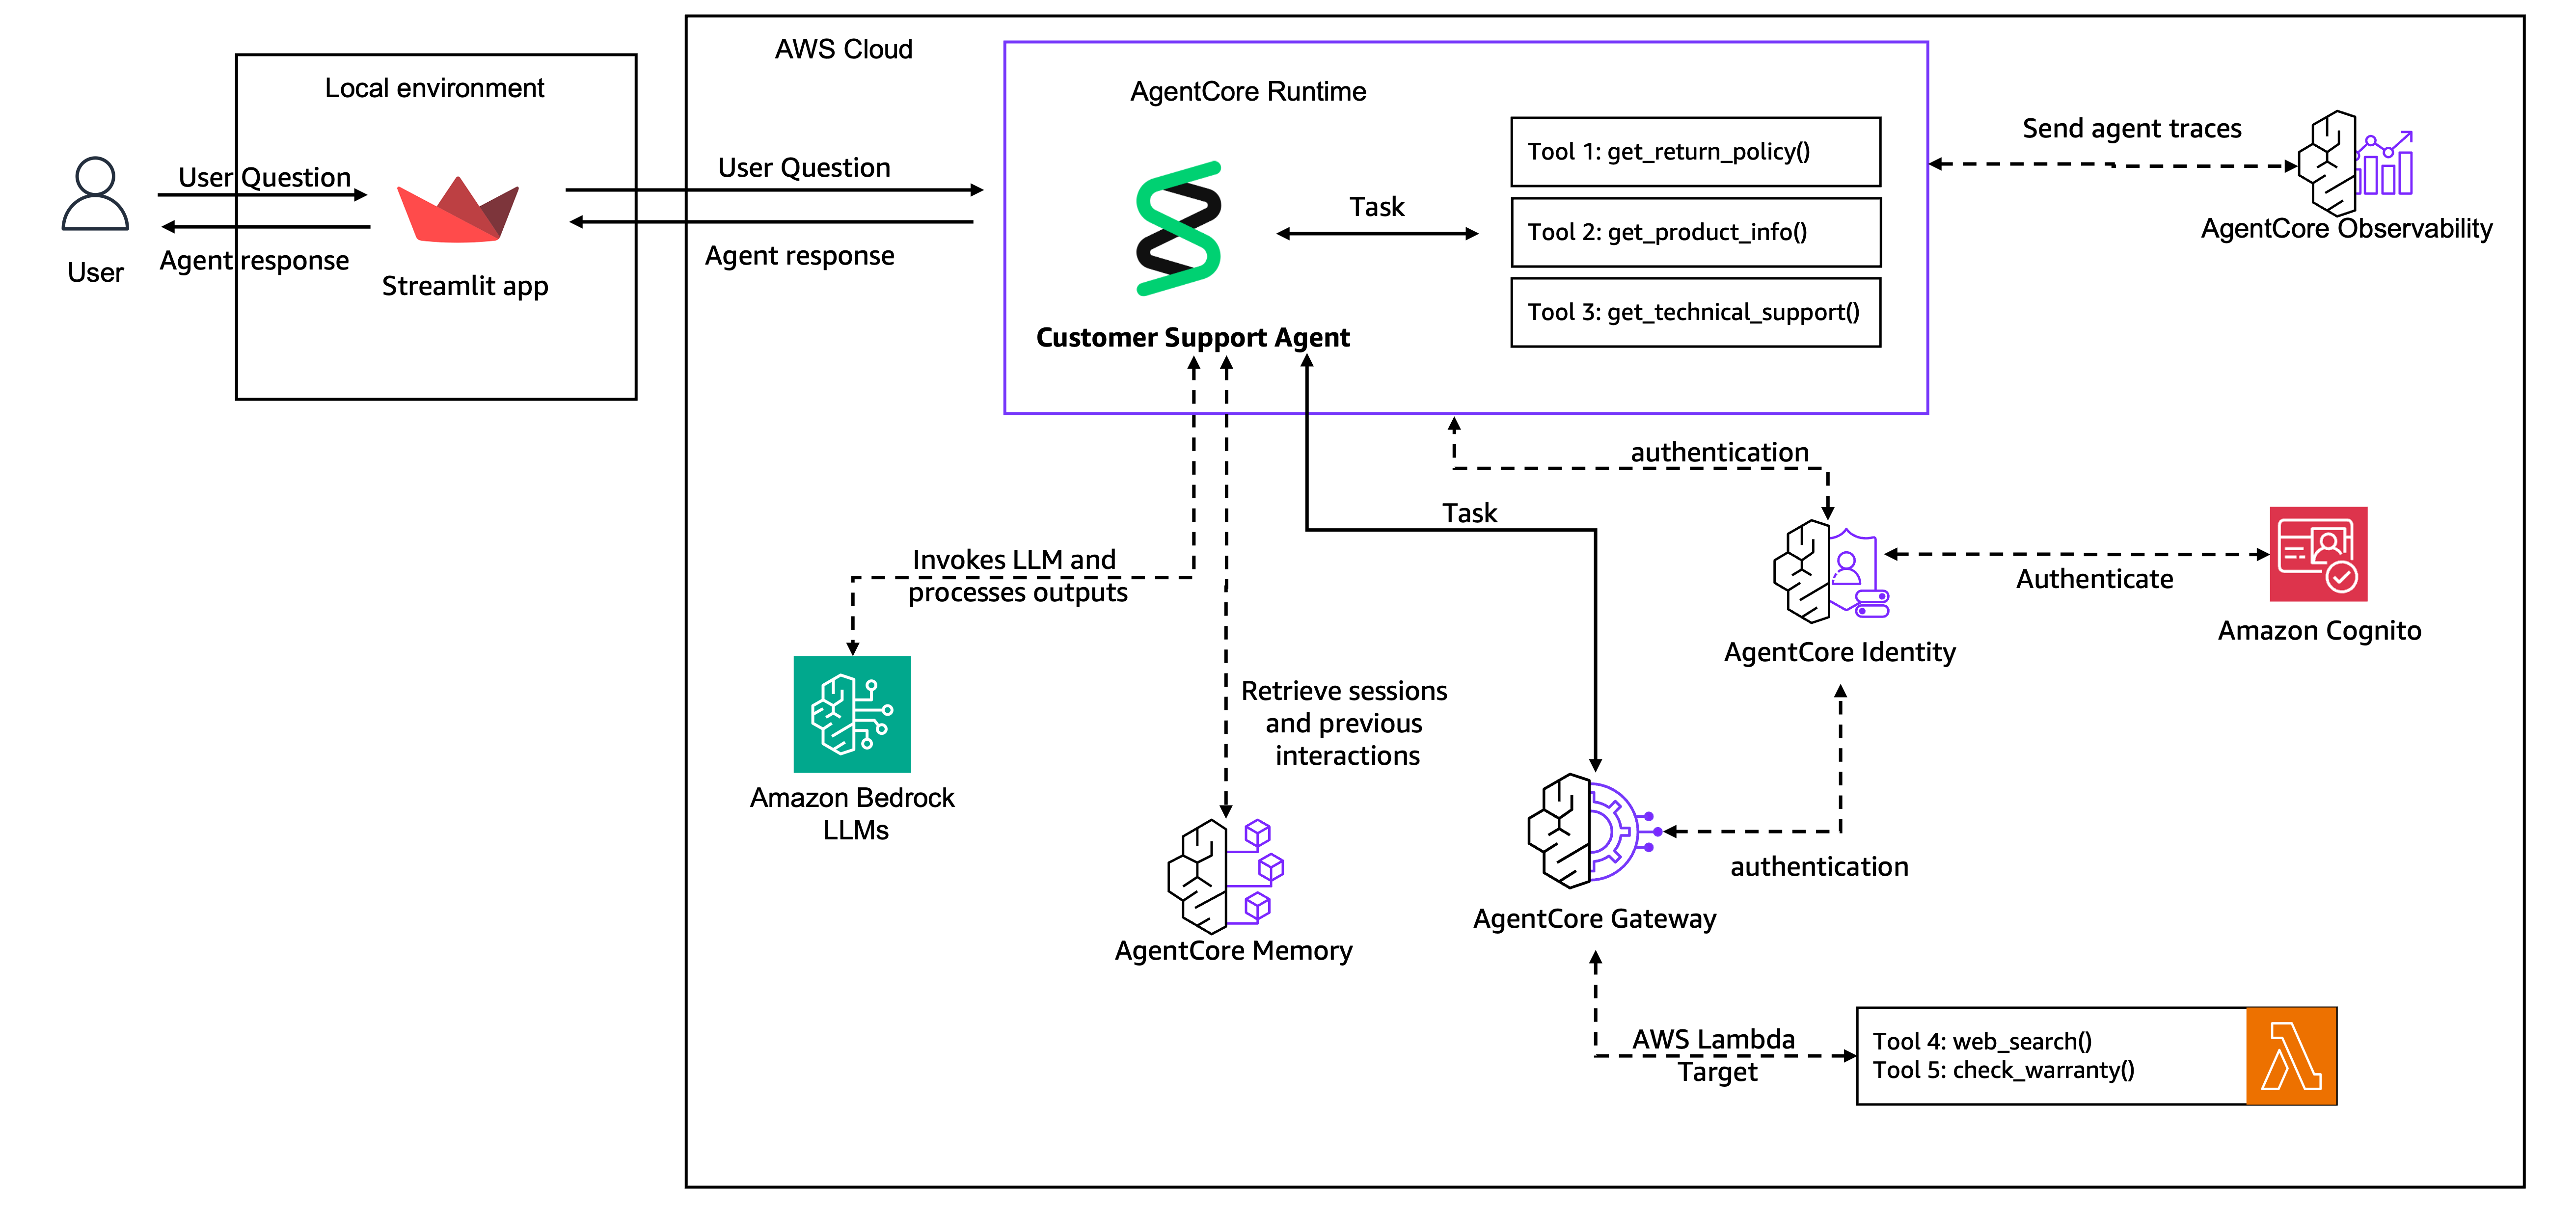 AWS Cloud
Local environment
AgentCore Runtime
User Question
Agent response
User
Streamlit app
User Question
Agent response
Customer Support Agent
Task
Tool 1: get_return_policy()
Tool 2: get_product_info()
Tool 3: get_technical_support()
Send agent traces
AgentCore Observability
authentication
Task
Invokes LLM and
processes outputs
Amazon Bedrock
LLMs
Retrieve sessions
and previous
interactions
AgentCore Memory
AgentCore Identity
Authenticate
Amazon Cognito
authentication
AgentCore Gateway
AWS Lambda
Target
Tool 4: web_search()
Tool 5: check_warranty()